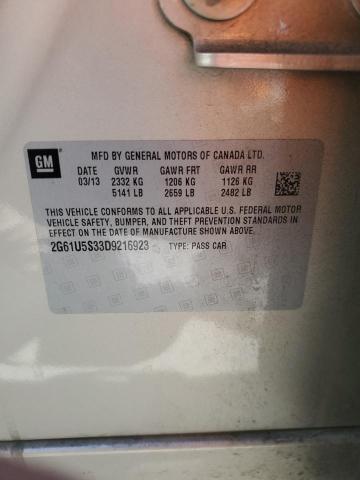 GM
MFD BY GENERAL MOTORS OF CANADA LTD.
DATE GVWR GAWR FRT GAWR RR
03/13 2332 KG 1206 KG 1126 KG
5141 LB 2659 LB 2482 LB
THIS VEHICLE CONFORMS TO ALL APPLICABLE U.S. FEDERAL MOTOR
VEHICLE SAFETY, BUMPER, AND THEFT PREVENTION STANDARDS IN
EFFECT ON THE DATE OF MANUFACTURE SHOWN ABOVE.
2G61U5S33D9216923 TYPE: PASS CAR